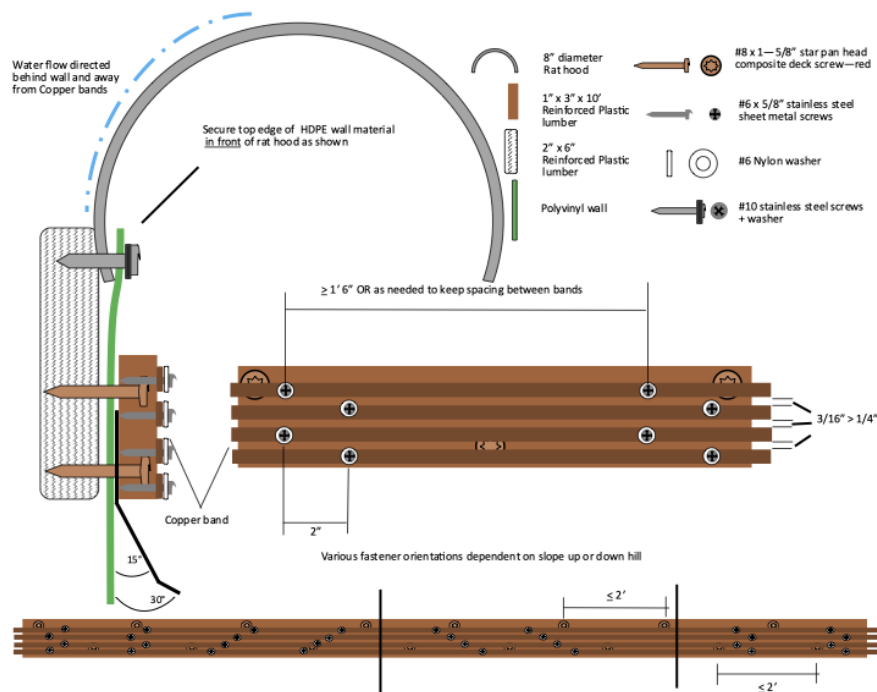 Water flow directed
behind wall and away
from Copper bands
Secure top edge of HDPE wall material
in front of rat hood as shown
8” diameter
Rat hood
1” x 3” x 10’
Reinforced Plastic
lumber
2” x 6”
Reinforced Plastic
lumber
Polyvinyl wall
#8 x 1—5/8” star pan head
composite deck screw—red
#6 x 5/8” stainless steel
sheet metal screws
#6 Nylon washer
#10 stainless steel screws
+ washer
≥ 1’ 6” OR as needed to keep spacing between bands
3/16” > 1/4”
Copper band
2”
15°
30°
Various fastener orientations dependent on slope up or down hill
≤ 2’
≤ 2’